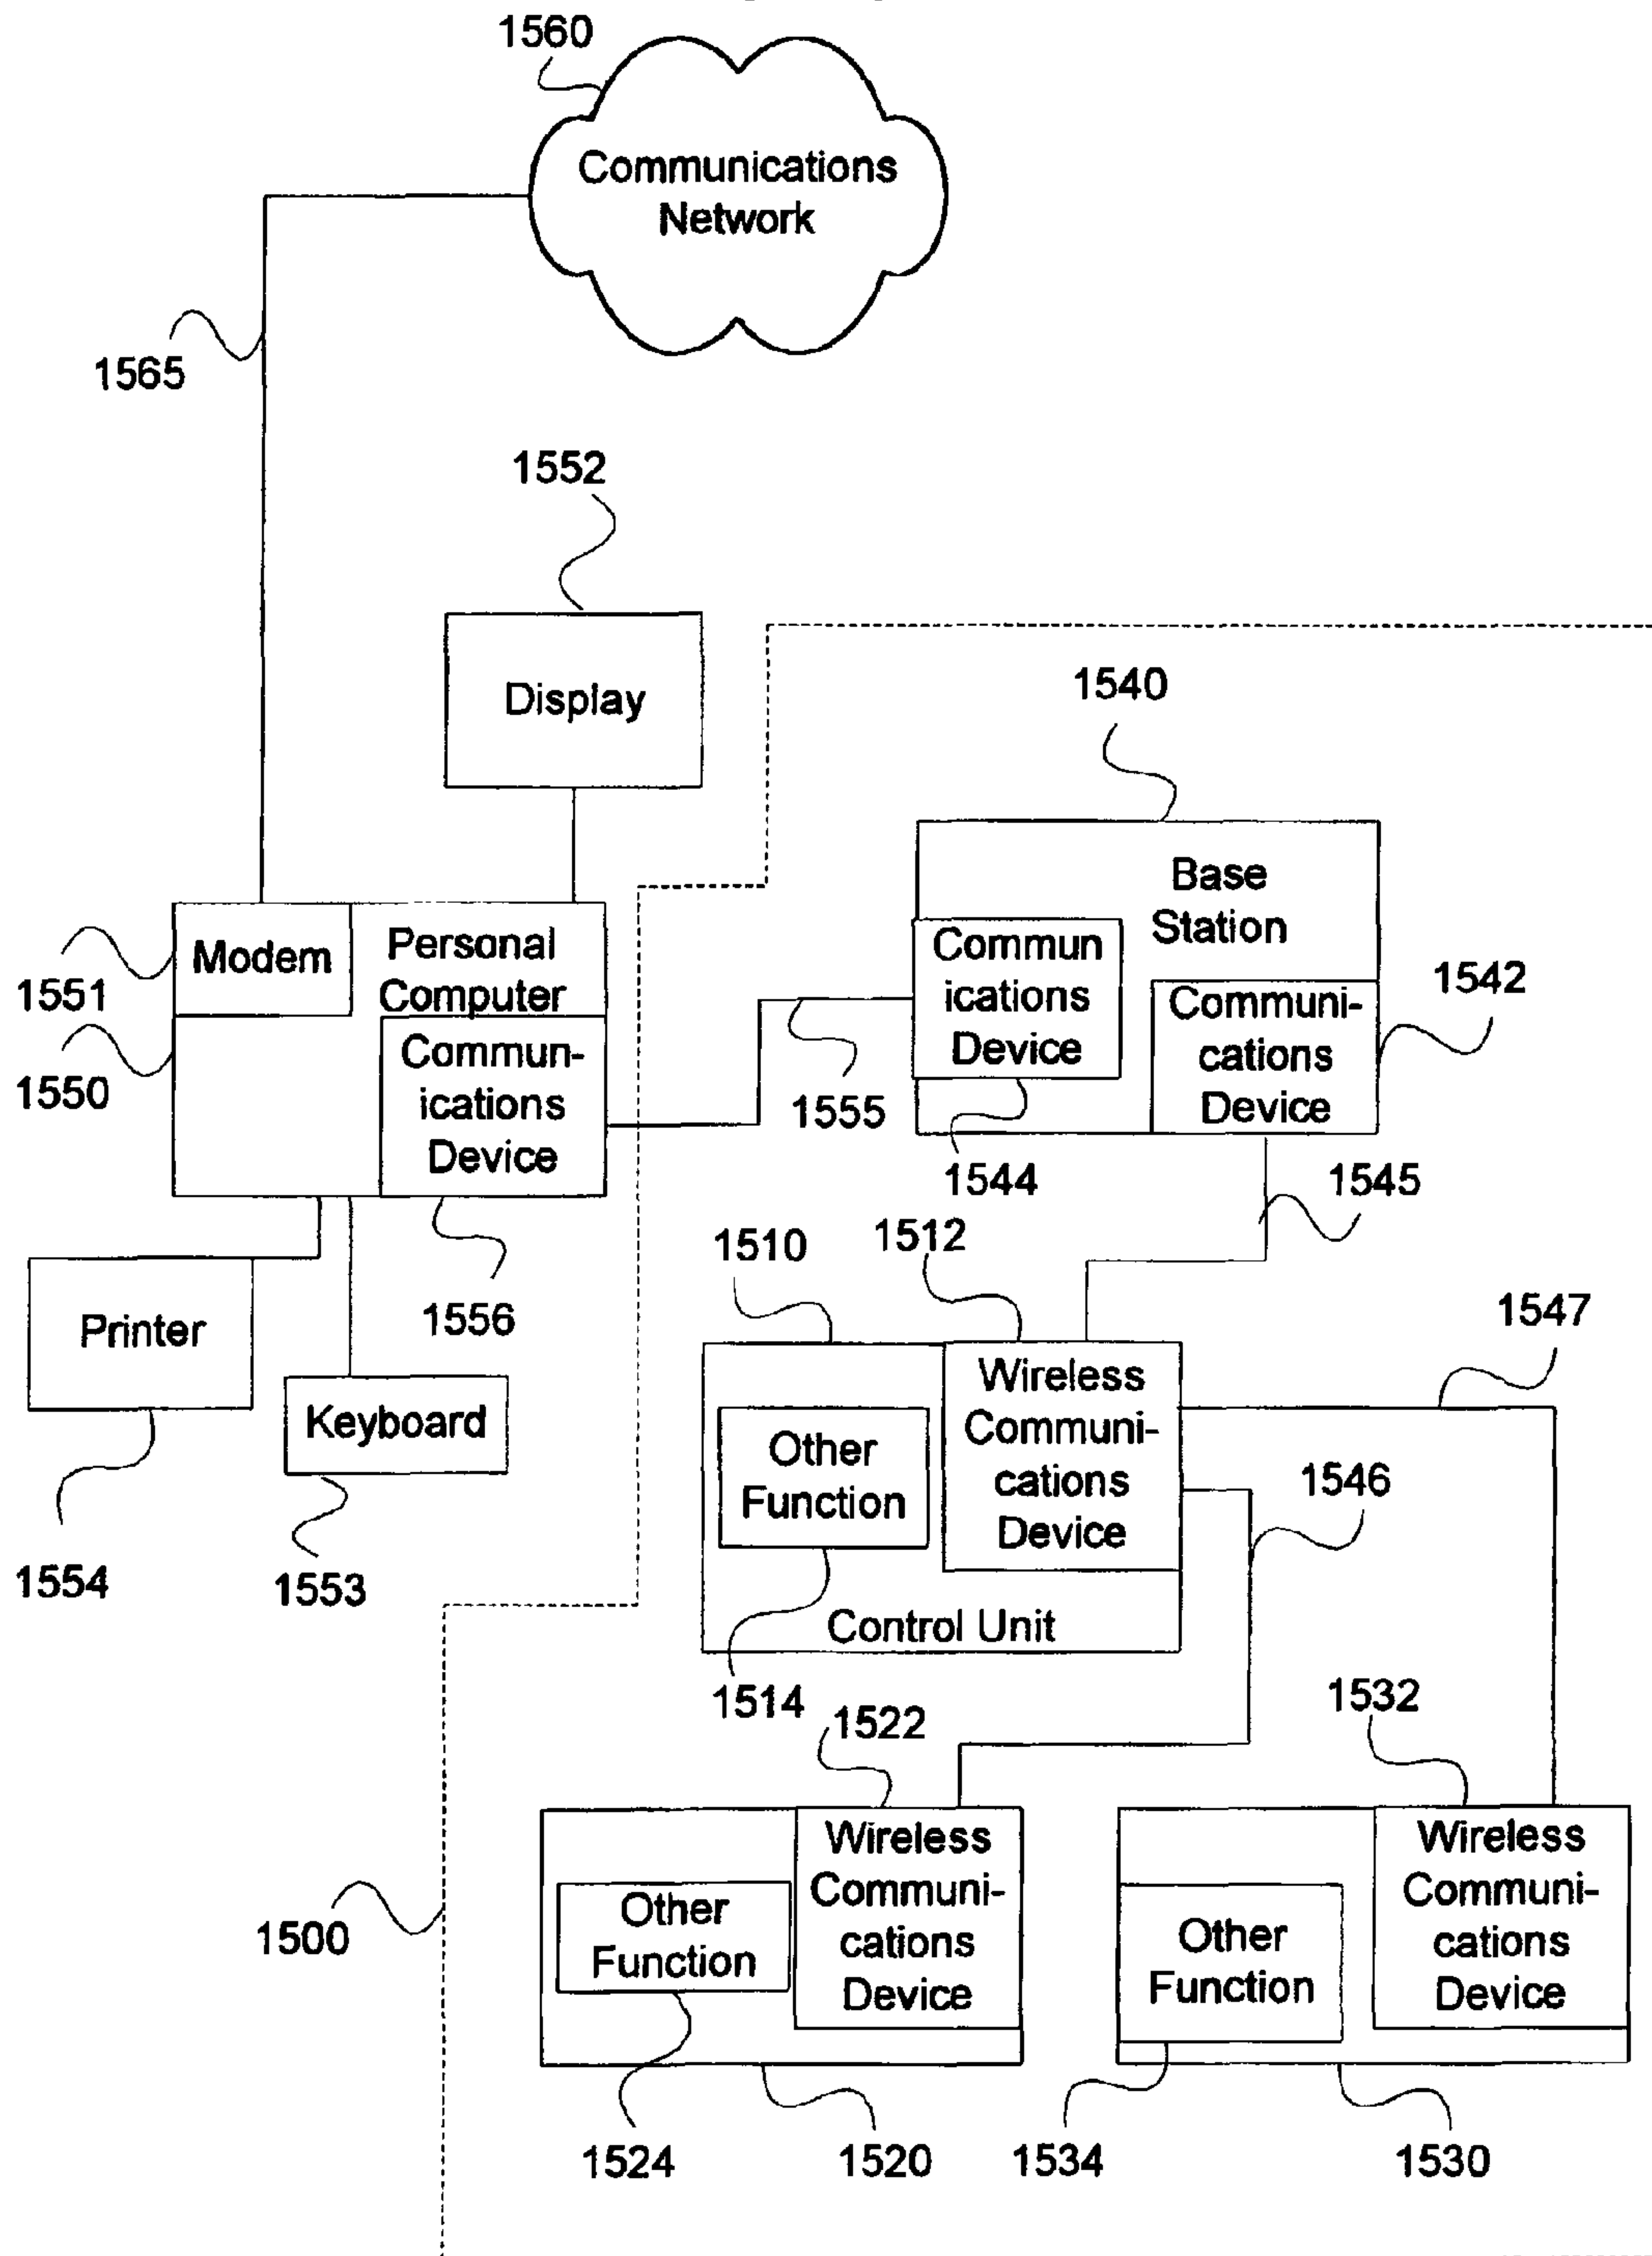 1560
Communications
Network
1565
1552
Display
1540
Base
Station
Modem
Personal
Computer
1551
1550
Commun-
ications
Device
Commun
ications
Device
Communi-
cations
Device
1542
1555
1544
1545
1556
Printer
Keyboard
1554
1553
1510
1512
1547
Wireless
Communi-
cations
Device
Other
Function
1546
Control Unit
1514
1522
1532
1500
Other
Function
Wireless
Communi-
cations
Device
Other
Function
Wireless
Communi-
cations
Device
1524
1520
1534
1530